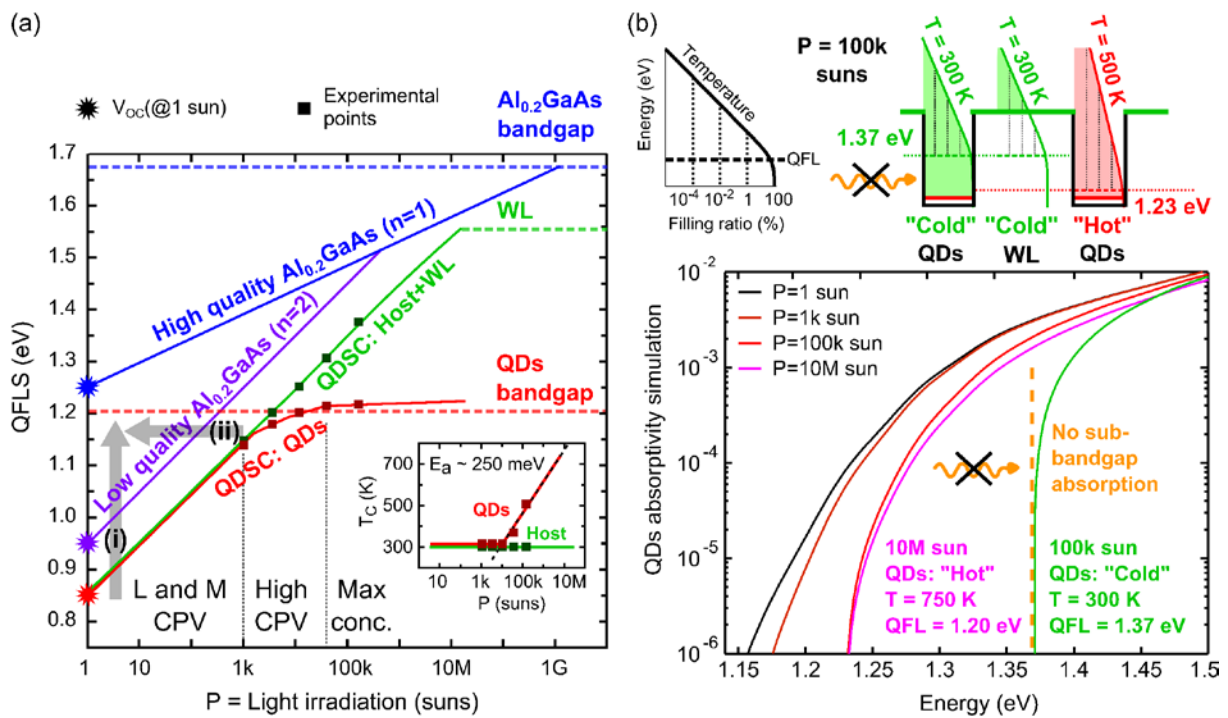 (a)
V_OC(@1 sun)
Experimental
points
Al_0.2GaAs
bandgap
1.7
1.6
1.5
1.4
1.3
1.2
1.1
1.0
0.9
0.8
QFLS (eV)
WL
High quality Al_0.2GaAs (n=1)
Low quality Al_0.2GaAs (n=2)
QDSC: Host+WL
QDs
bandgap
QDSC: QDs
(ii)
(i)
L and M
CPV
High
CPV
Max
conc.
E_a ~ 250 meV
700
500
300
T_C (K)
QDs
Host
10 1k 100k 10M
P (suns)
1 10 1k 100k 10M 1G
P = Light irradiation (suns)
(b)
Energy (eV)
Temperature
QFL
10^-4 10^-2 1 100
Filling ratio (%)
P = 100k
suns
T = 300 K
T = 300 K
T = 500 K
1.37 eV
1.23 eV
"Cold" "Cold" "Hot"
QDs WL QDs
10^-2
10^-3
10^-4
10^-5
10^-6
QDs absorptivity simulation
P=1 sun
P=1k sun
P=100k sun
P=10M sun
No sub-
bandgap
absorption
10M sun
QDs: "Hot"
T = 750 K
QFL = 1.20 eV
100k sun
QDs: "Cold"
T = 300 K
QFL = 1.37 eV
1.15 1.2 1.25 1.3 1.35 1.4 1.45 1.5
Energy (eV)